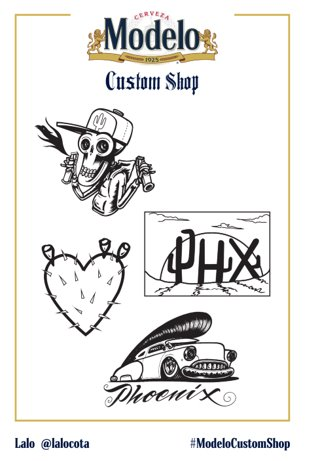 CERVEZA
Modelo
1925
Custom Shop
PHX
Phoenix
Lalo @lalocota
#ModeloCustomShop